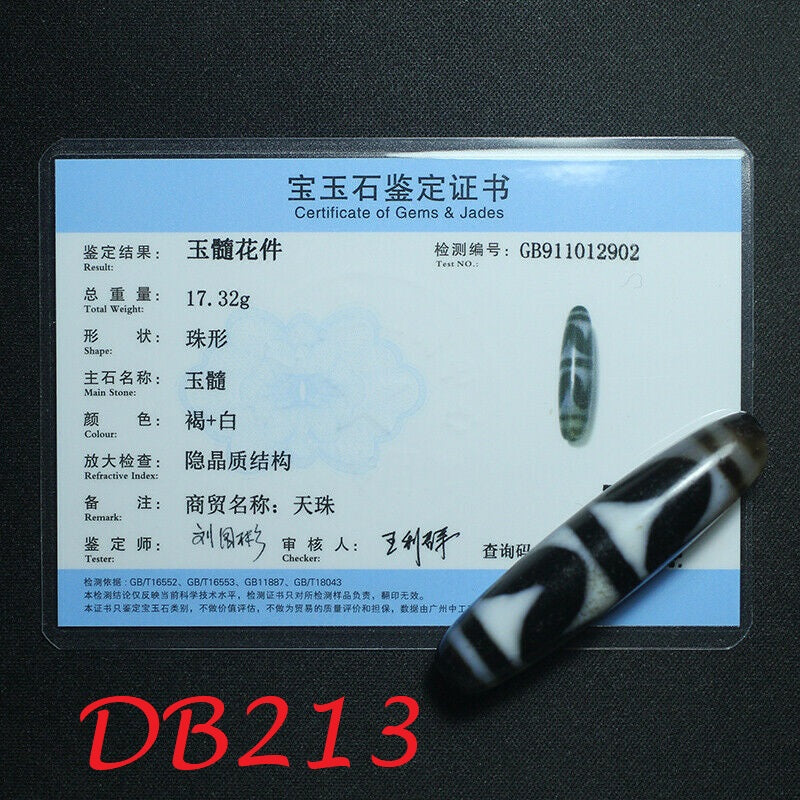 宝玉石鉴定证书
Certificate of Gems & Jades
鉴定结果: 玉髓花件 检测编号: GB911012902
Result: Test NO.:
总重量: 17.32g
Total Weight:
形状: 珠形
Shape:
主石名称: 玉髓
Main Stone:
颜色: 褐+白
Colour:
放大检查: 隐晶质结构
Refractive Index:
备注: 商贸名称: 天珠
Remark:
鉴定师: 审核人: 查询码
Tester: Checker:
检测依据: GB/T16552、GB/T16553、GB11887、GB/T18043
本检测结论仅反映当前科学技术水平, 检测证书只对所检测样品负责, 翻印无效。
本证书只鉴定宝玉石类别, 不做价值评估, 不做为贸易的质量评价和担保, 数据由广州中工
DB213